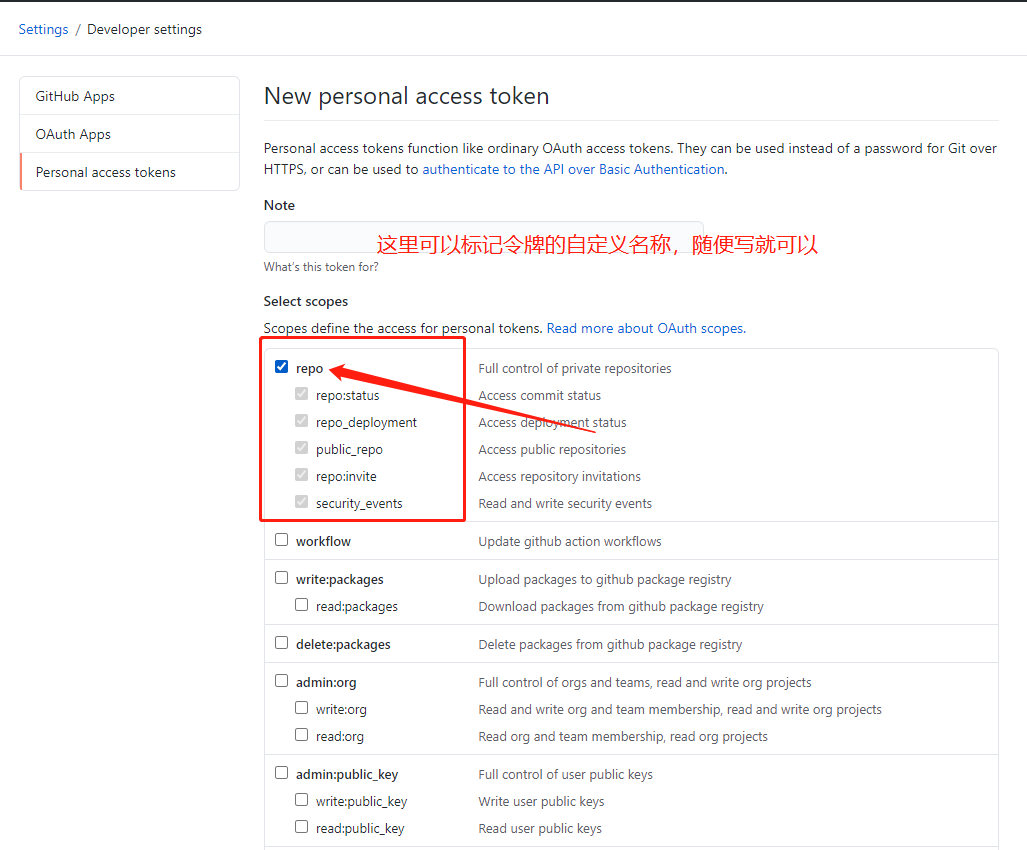 Settings / Developer settings
GitHub Apps
OAuth Apps
Personal access tokens
New personal access token
Personal access tokens function like ordinary OAuth access tokens. They can be used instead of a password for Git over
HTTPS, or can be used to authenticate to the API over Basic Authentication.
Note
这里可以标记令牌的自定义名称，随便写就可以
What's this token for?
Select scopes
Scopes define the access for personal tokens. Read more about OAuth scopes.
repo Full control of private repositories
repo:status Access commit status
repo_deployment Access deployment status
public_repo Access public repositories
repo:invite Access repository invitations
security_events Read and write security events
workflow Update github action workflows
write:packages Upload packages to github package registry
read:packages Download packages from github package registry
delete:packages Delete packages from github package registry
admin:org Full control of orgs and teams, read and write org projects
write:org Read and write org and team membership, read and write org projects
read:org Read org and team membership, read org projects
admin:public_key Full control of user public keys
write:public_key Write user public keys
read:public_key Read user public keys